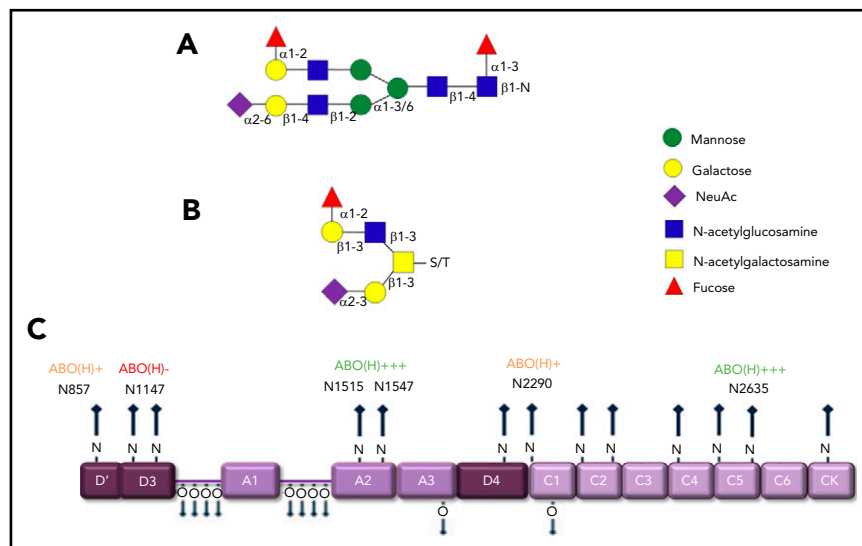 A
α1-2
α1-3
β1-4
β1-N
α1-3/6
α2-6
β1-4
β1-2
Mannose
Galactose
NeuAc
N-acetylglucosamine
N-acetylgalactosamine
Fucose
B
α1-2
β1-3
β1-3
S/T
β1-3
α2-3
C
ABO(H)+ ABO(H)- ABO(H)+++ ABO(H)+ ABO(H)+++
N857 N1147 N1515 N1547 N2290 N2635
N N N N N N N N N N N N N
D′ D3 A1 A2 A3 D4 C1 C2 C3 C4 C5 C6 CK
O O O O O O O O
O O